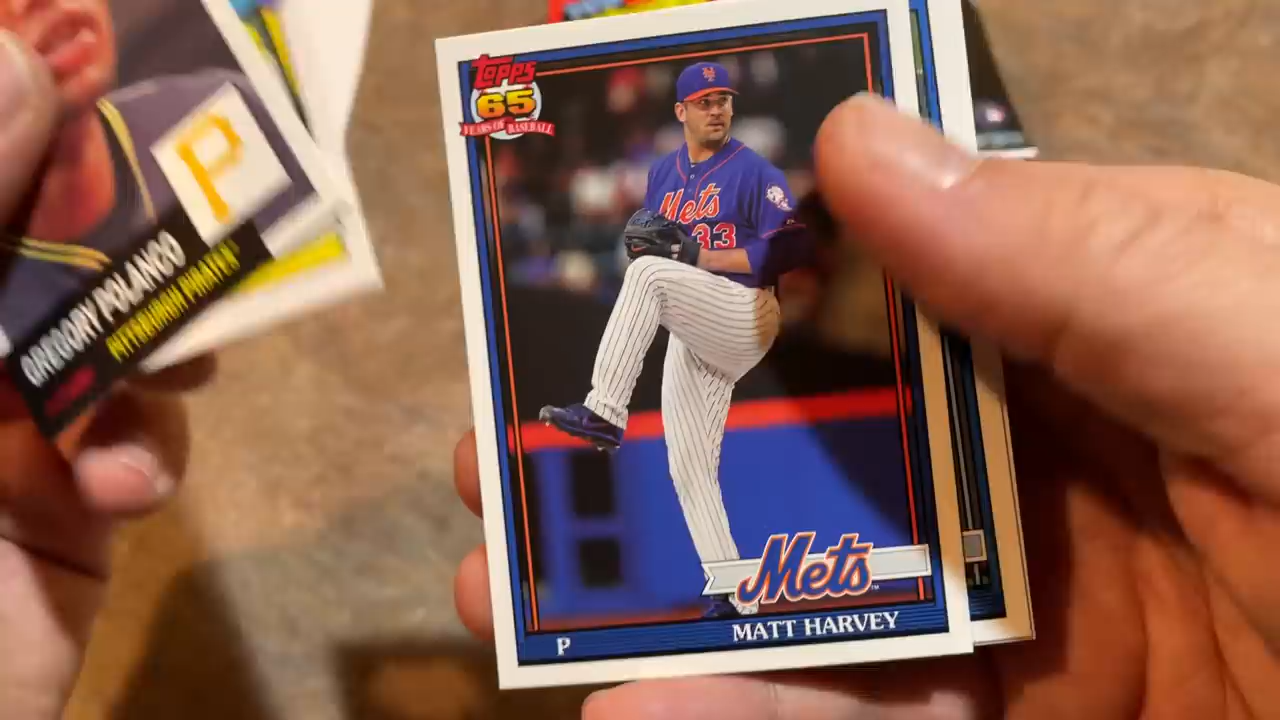 P
GREGORY POLANCO
PITTSBURGH PIRATES
Topps
65
YEARS OF BASEBALL
Mets
33
Mets
P
MATT HARVEY